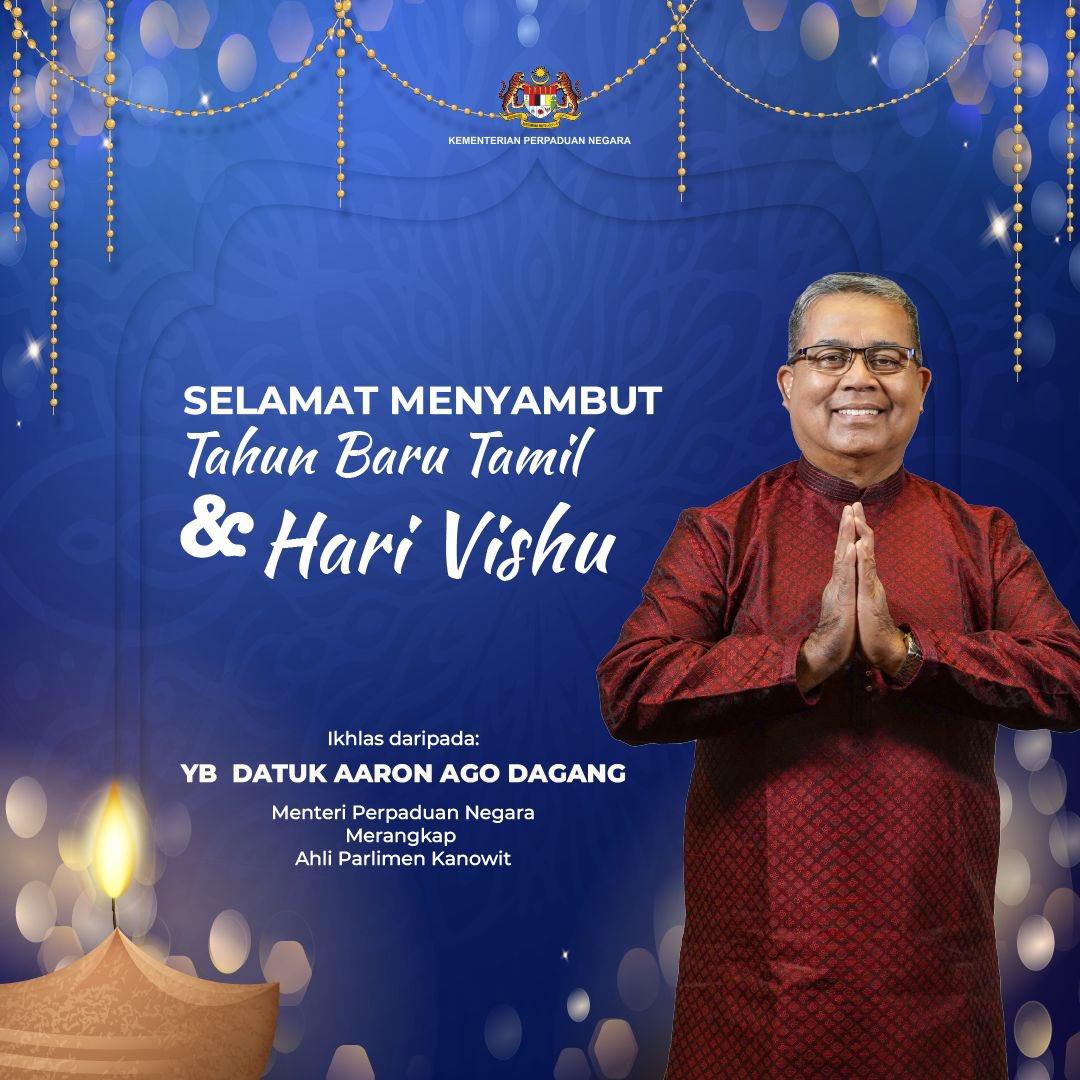 KEMENTERIAN PERPADUAN NEGARA
SELAMAT MENYAMBUT
Tahun Baru Tamil
& Hari Vishu
Ikhlas daripada:
YB DATUK AARON AGO DAGANG
Menteri Perpaduan Negara
Merangkap
Ahli Parlimen Kanowit